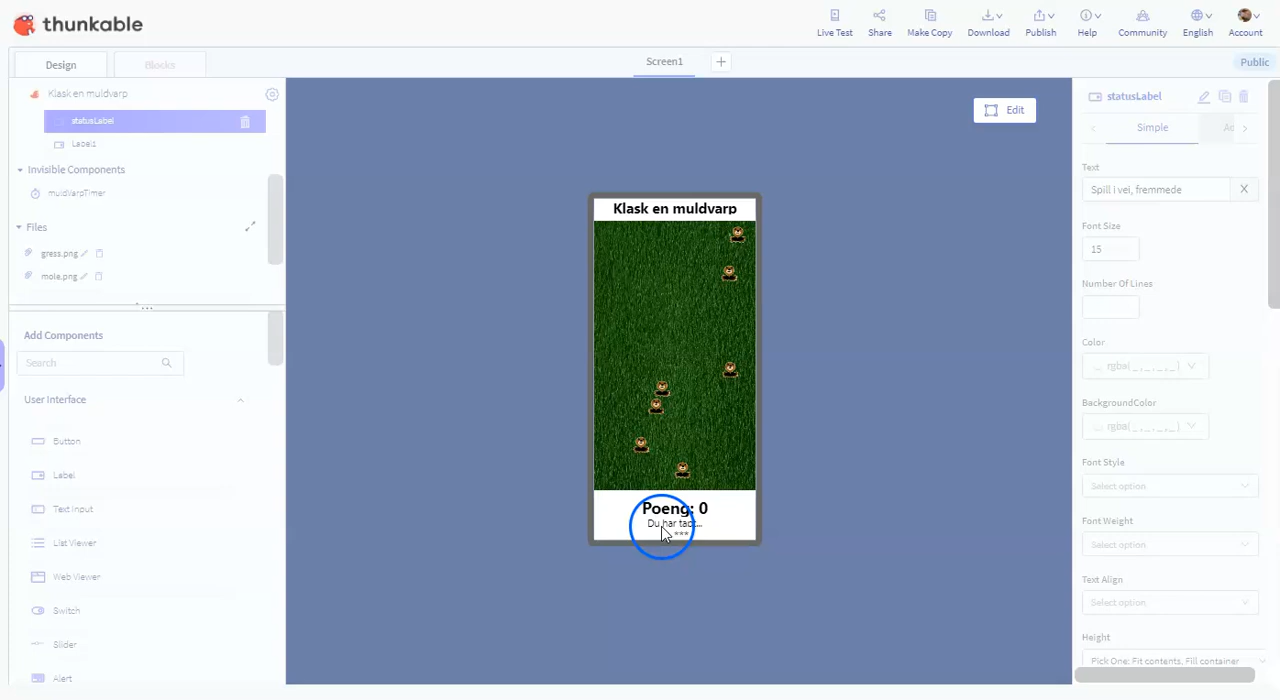 thunkable
Live Test
Share
Make Copy
Download
Publish
Help
Community
English
Account
Design
Blocks
Screen1
+
Public
Klask en muldvarp
statusLabel
Label1
Invisible Components
muldVarpTimer
Files
gress.png
mole.png
...
Add Components
Search
User Interface
Button
Label
Text Input
List Viewer
Web Viewer
Switch
Slider
Alert
Edit
Klask en muldvarp
Poeng: 0
Du har tapt...
***
statusLabel
Simple
Text
Spill i vei, fremmede
X
Font Size
15
Number Of Lines
Color
... rgba( _ , _ , _ , _ )
BackgroundColor
... rgba( _ , _ , _ , _ )
Font Style
Select option
Font Weight
Select option
Text Align
Select option
Height
Pick One: Fit contents, Fill container